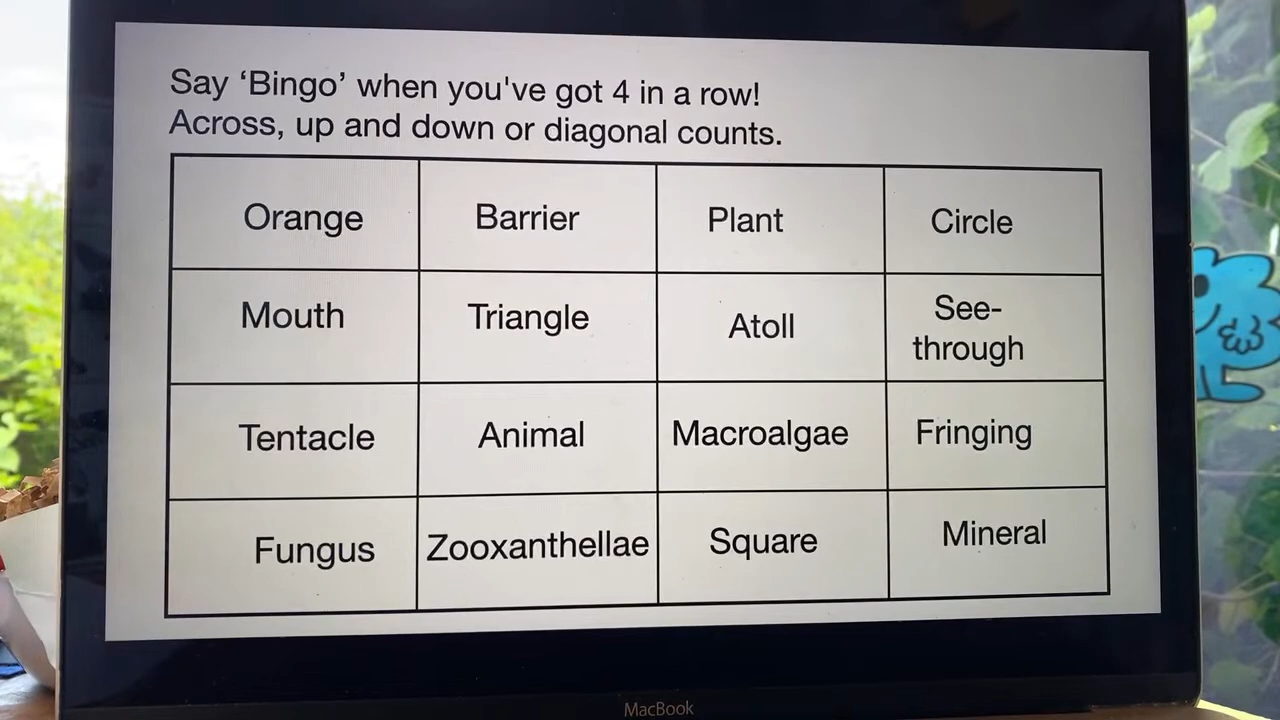 Say ‘Bingo’ when you've got 4 in a row!
Across, up and down or diagonal counts.
Orange Barrier Plant Circle
Mouth Triangle Atoll See-
through
Tentacle Animal Macroalgae Fringing
Fungus Zooxanthellae Square Mineral
MacBook